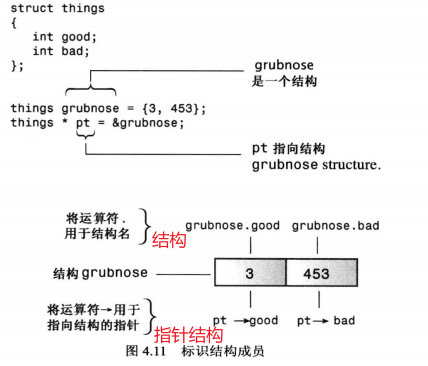 struct things
{
int good;
int bad;
};
grubnose
是一个结构
things grubnose = {3, 453};
things * pt = &grubnose;
pt 指向结构
grubnose structure.
将运算符 .
用于结构名
结构
grubnose.good grubnose.bad
结构 grubnose
3 453
将运算符→用于
指向结构的指针
指针结构
pt →good pt→ bad
图 4.11 标识结构成员